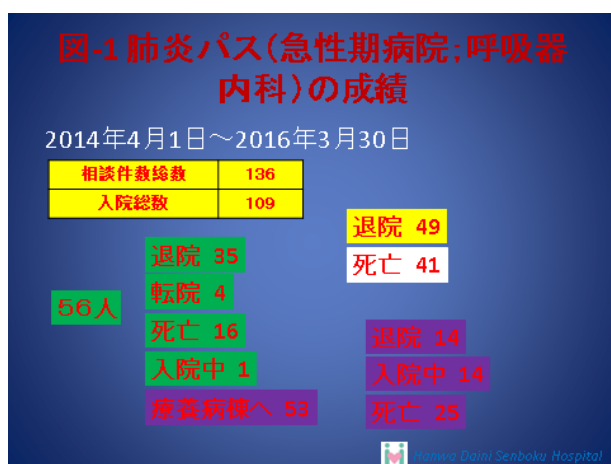 図-1 肺炎パス(急性期病院;呼吸器
内科)の成績
2014年4月1日～2016年3月30日
相談件数総数 136
入院総数 109
退院 49
死亡 41
56人
退院 35
転院 4
死亡 16
入院中 1
療養病棟へ 53
退院 14
入院中 14
死亡 25
Hanwa Daini Senboku Hospital